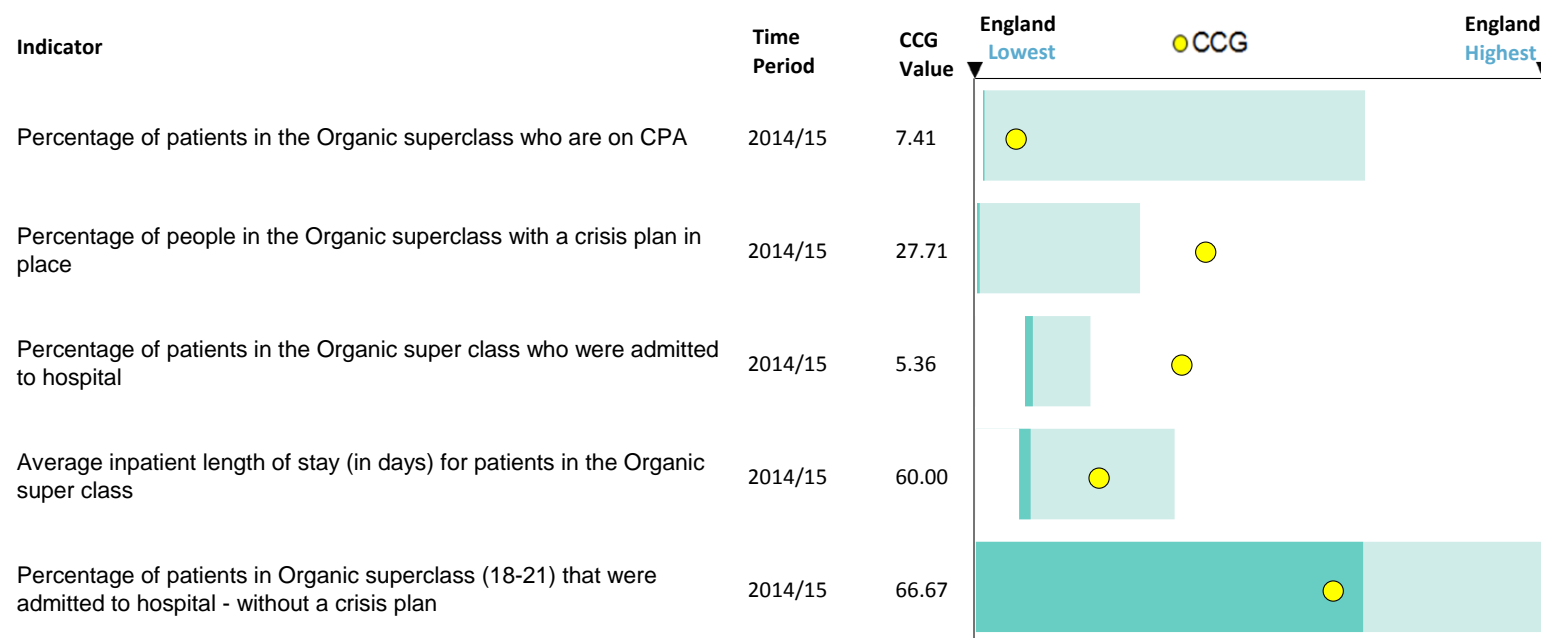 Indicator
Time
Period
CCG
Value
England
Lowest
CCG
England
Highest
Percentage of patients in the Organic superclass who are on CPA
2014/15
7.41
Percentage of people in the Organic superclass with a crisis plan in
place
2014/15
27.71
Percentage of patients in the Organic super class who were admitted
to hospital
2014/15
5.36
Average inpatient length of stay (in days) for patients in the Organic
super class
2014/15
60.00
Percentage of patients in Organic superclass (18-21) that were
admitted to hospital - without a crisis plan
2014/15
66.67